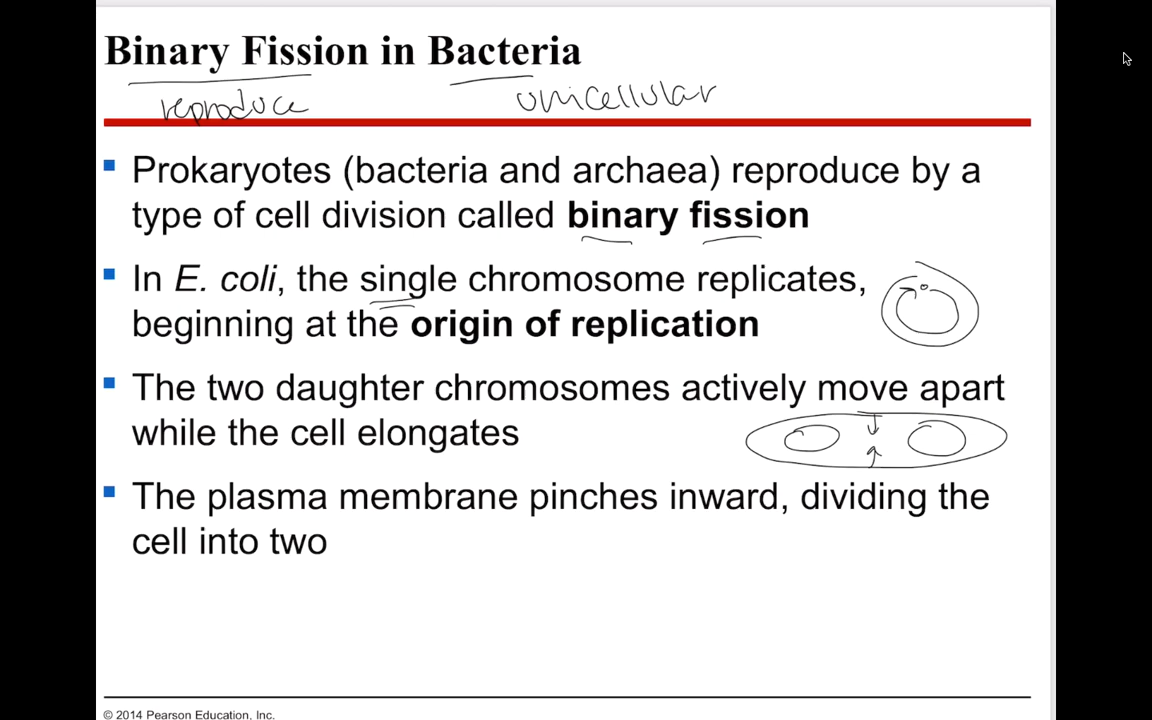 Binary Fission in Bacteria
reproduce unicellular
▪ Prokaryotes (bacteria and archaea) reproduce by a
type of cell division called binary fission
▪ In E. coli, the single chromosome replicates,
beginning at the origin of replication
▪ The two daughter chromosomes actively move apart
while the cell elongates
▪ The plasma membrane pinches inward, dividing the
cell into two
© 2014 Pearson Education, Inc.